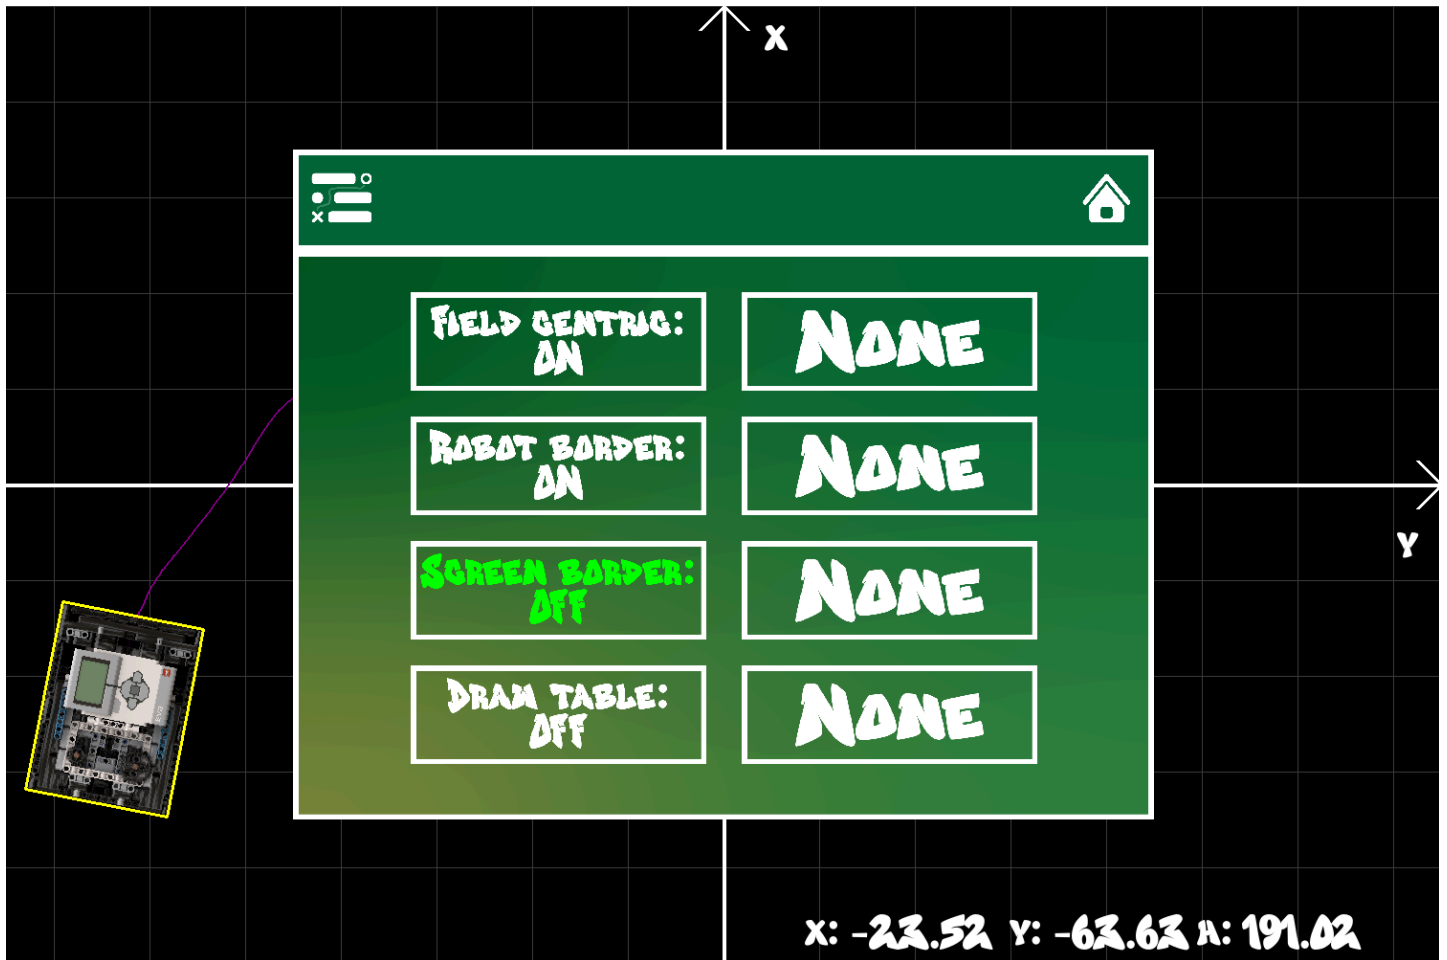 X
Field centric:
ON
None
Robot border:
ON
None
Screen border:
OFF
None
Draw table:
OFF
None
Y
X: -23.52 Y: -63.63 H: 191.02